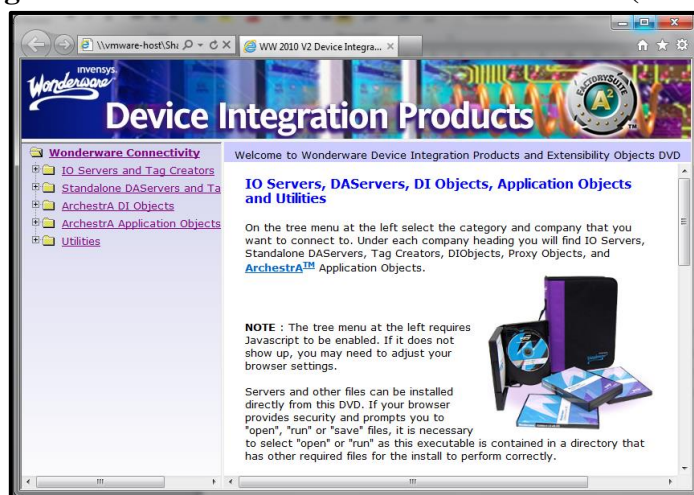 \\vmware-host\Sha
WW 2010 V2 Device Integra...
invensys
Wonderware
Device Integration Products
FACTORYSUITE
A²
TM
Wonderware Connectivity
IO Servers and Tag Creators
Standalone DAServers and Ta
ArchestrA DI Objects
ArchestrA Application Objects
Utilities
Welcome to Wonderware Device Integration Products and Extensibility Objects DVD
IO Servers, DAServers, DI Objects, Application Objects
and Utilities
On the tree menu at the left select the category and company that you
want to connect to. Under each company heading you will find IO Servers,
Standalone DAServers, Tag Creators, DIObjects, Proxy Objects, and
ArchestrA™ Application Objects.
NOTE : The tree menu at the left requires
Javascript to be enabled. If it does not
show up, you may need to adjust your
browser settings.
Servers and other files can be installed
directly from this DVD. If your browser
provides security and prompts you to
"open", "run" or "save" files, it is necessary
to select "open" or "run" as this executable is contained in a directory that
has other required files for the install to perform correctly.